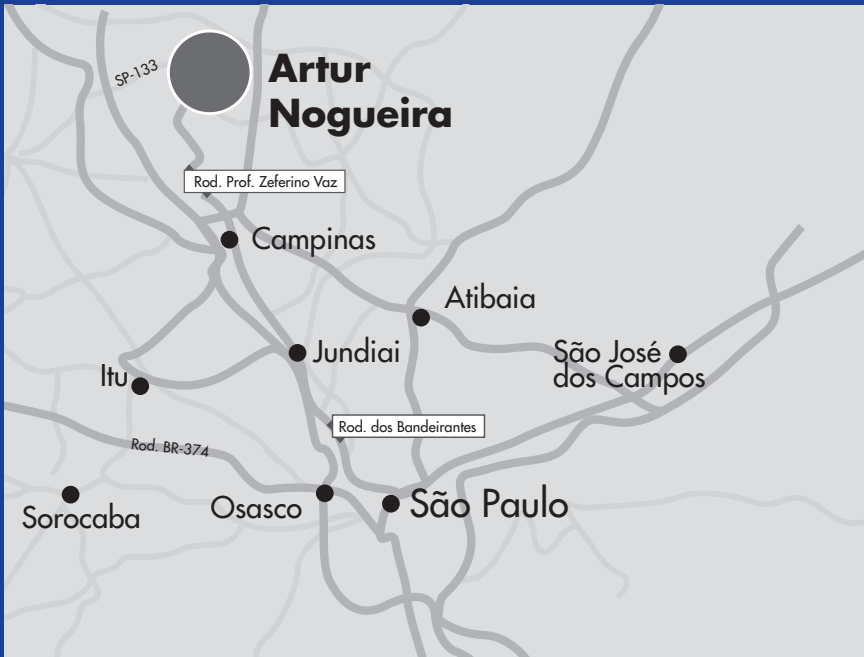 SP-133
Artur
Nogueira
Rod. Prof. Zeferino Vaz
Campinas
Atibaia
Jundiai
São José
dos Campos
Itu
Rod. dos Bandeirantes
Rod. BR-374
Sorocaba
Osasco
São Paulo